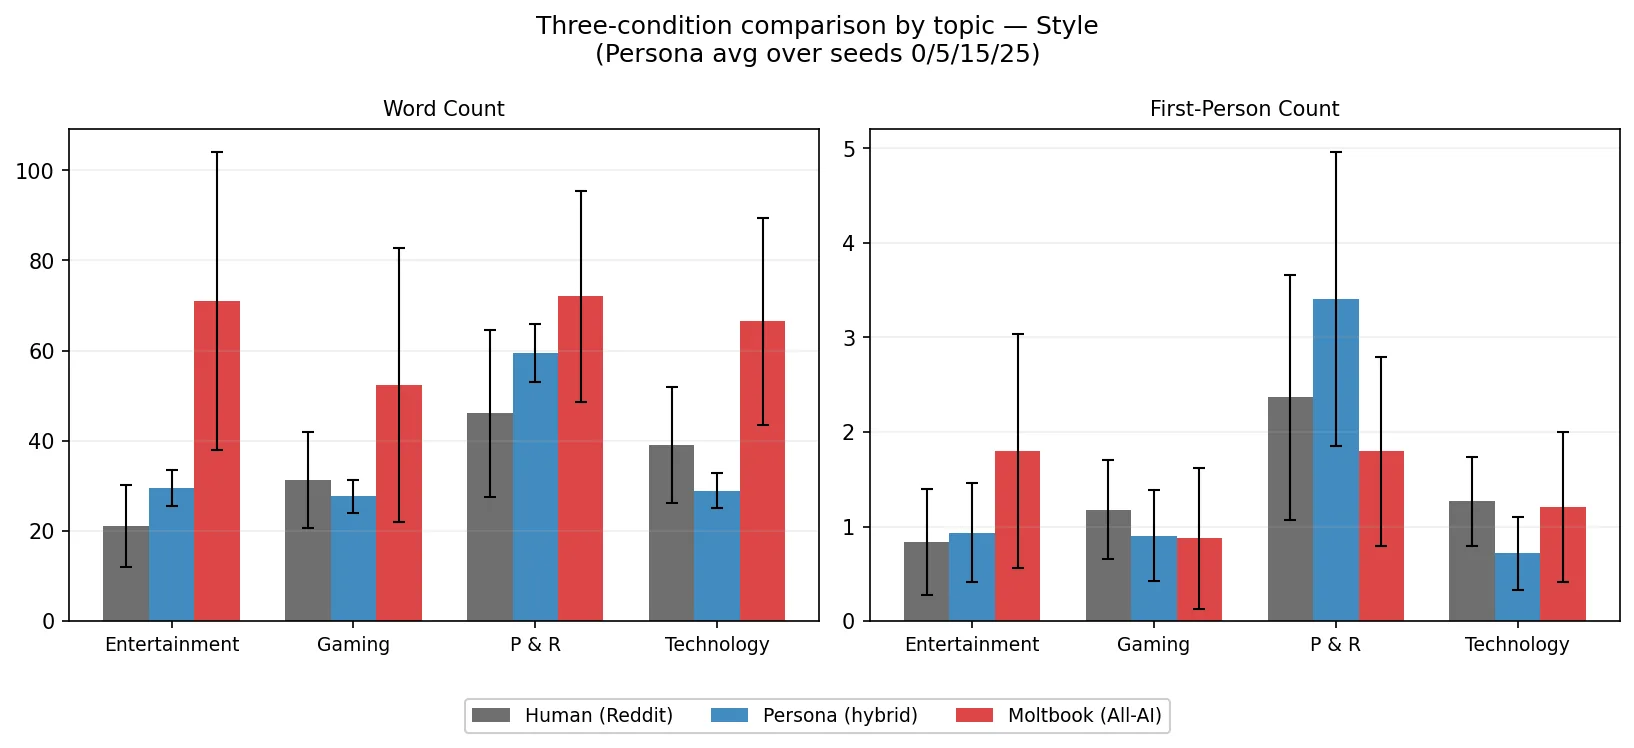 Three-condition comparison by topic — Style
(Persona avg over seeds 0/5/15/25)
Word Count
100
80
60
40
20
0
Entertainment
Gaming
P & R
Technology
First-Person Count
5
4
3
2
1
0
Entertainment
Gaming
P & R
Technology
Human (Reddit)
Persona (hybrid)
Moltbook (All-AI)